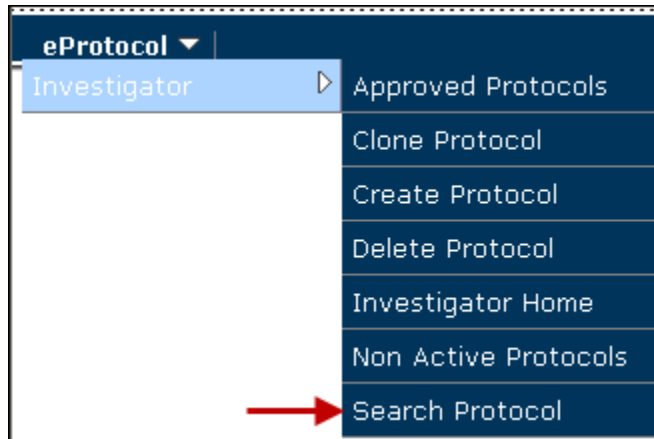 eProtocol
Investigator
Approved Protocols
Clone Protocol
Create Protocol
Delete Protocol
Investigator Home
Non Active Protocols
Search Protocol